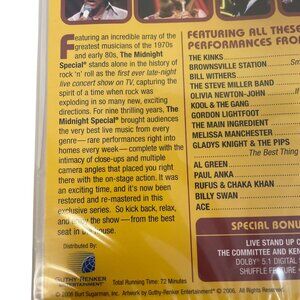 Featuring an incredible array of the
greatest musicians of the 1970s
and early 80s, The Midnight
Special® stands alone in the history of
rock 'n' roll as the first ever late-night
live concert show on TV, capturing the
spirit of a time when rock was
exploding in so many new, exciting
directions. For nine thrilling years, The
Midnight Special® brought audiences
the very best live music from every
genre—rare performances right into
homes every week—complete with the
intimacy of close-ups and multiple
camera angles that placed you right
there with the on-stage action. It was
an exciting time, and it's now been
restored and re-mastered in this
exclusive series. So kick back, relax,
and enjoy the show—from the best
seat in the house.
Distributed By:
GUTHY-RENKER
ENTERTAINMENT
Total Running Time: 72 Minutes
© 2006 Burt Sugarman, Inc. Artwork by Guthy-Renker Entertainment® © 2006.
FEATURING ALL THESE
PERFORMANCES FROM
THE KINKS
BROWNSVILLE STATION
BILL WITHERS
THE STEVE MILLER BAND
OLIVIA NEWTON-JOHN
KOOL & THE GANG
GORDON LIGHTFOOT
THE MAIN INGREDIENT
MELISSA MANCHESTER
GLADYS KNIGHT & THE PIPS
The Best Thing
AL GREEN
PAUL ANKA
RUFUS & CHAKA KHAN
BILLY SWAN
ACE
SPECIAL BONU
LIVE STAND UP C
THE COMMITTEE AND KEN
DOLBY 5.1 DIGITAL
SHUFFLE FEATURE